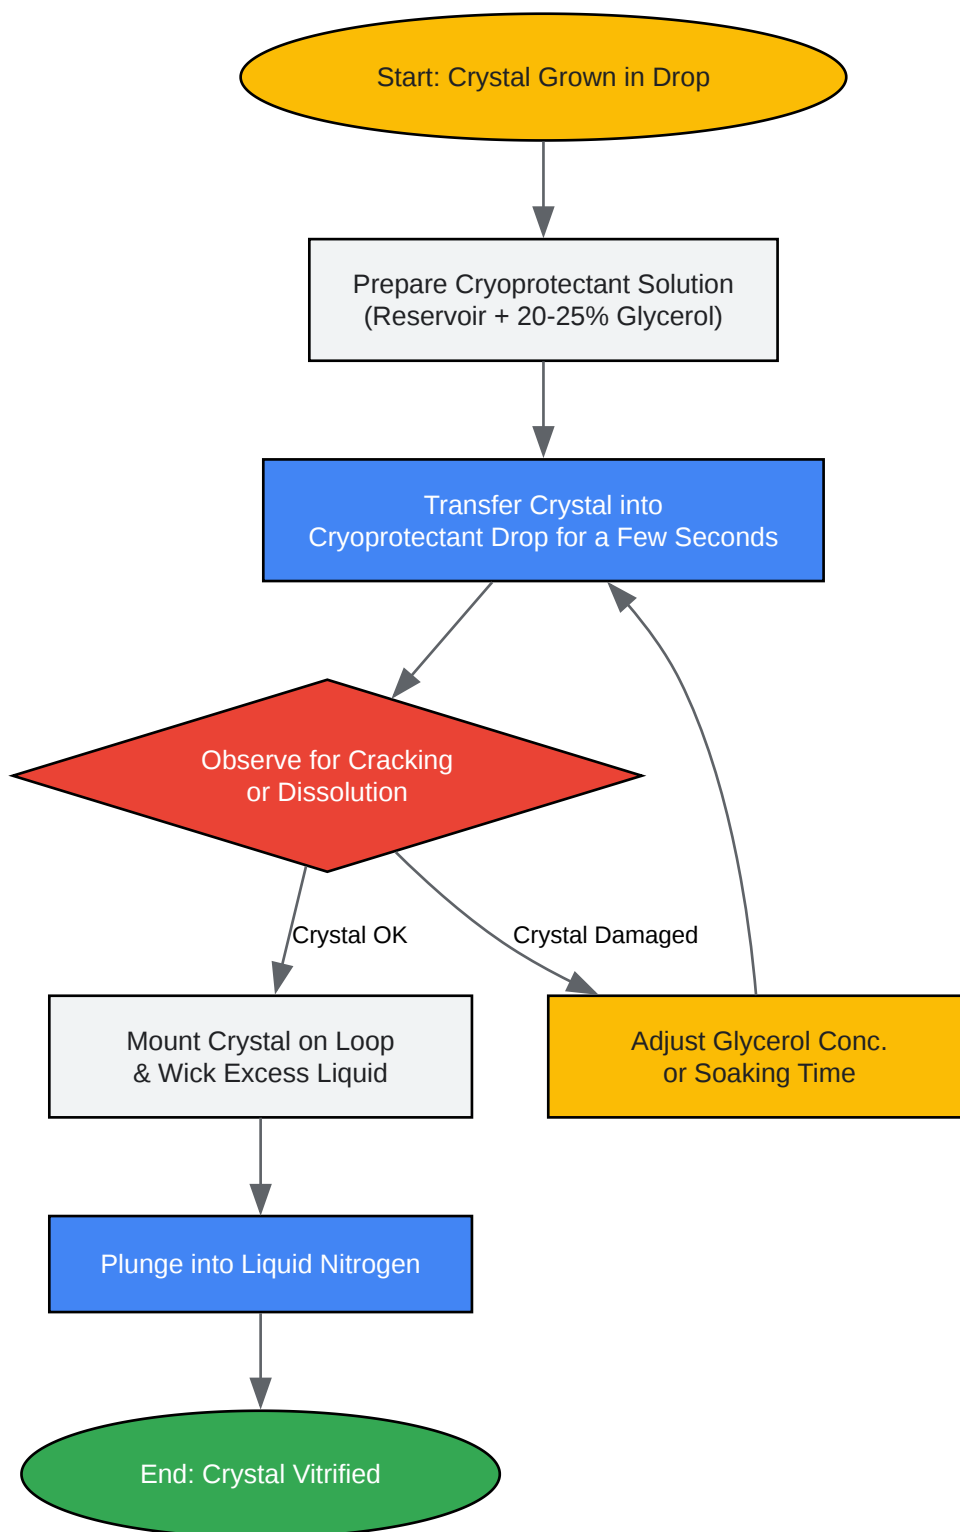 Start: Crystal Grown in Drop
Prepare Cryoprotectant Solution
(Reservoir + 20-25% Glycerol)
Transfer Crystal into
Cryoprotectant Drop for a Few Seconds
Observe for Cracking
or Dissolution
Crystal OK
Crystal Damaged
Mount Crystal on Loop
& Wick Excess Liquid
Adjust Glycerol Conc.
or Soaking Time
Plunge into Liquid Nitrogen
End: Crystal Vitrified